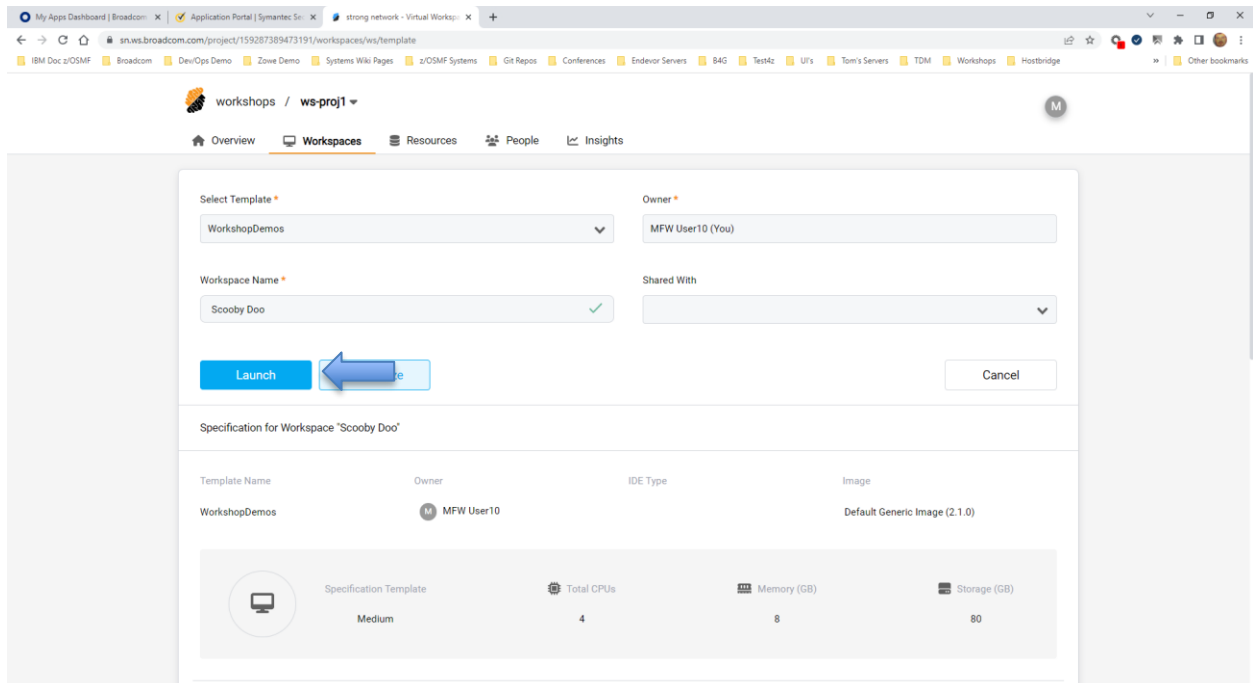 My Apps Dashboard | Broadcom
Application Portal | Symantec Se
strong network - Virtual Worksp
sn.ws.broadcom.com/project/159287389473191/workspaces/ws/template
IBM Doc z/OSMF Broadcom Dev/Ops Demo Zowe Demo Systems Wiki Pages z/OSMF Systems Git Repos Conferences Endevor Servers B4G Test4z UI's Tom's Servers TDM Workshops Hostbridge » Other bookmarks
workshops / ws-proj1
M
Overview Workspaces Resources People Insights
Select Template * Owner *
WorkshopDemos MFW User10 (You)
Workspace Name * Shared With
Scooby Doo
Launch Cancel
Specification for Workspace "Scooby Doo"
Template Name Owner IDE Type Image
WorkshopDemos M MFW User10 Default Generic Image (2.1.0)
Specification Template Total CPUs Memory (GB) Storage (GB)
Medium 4 8 80